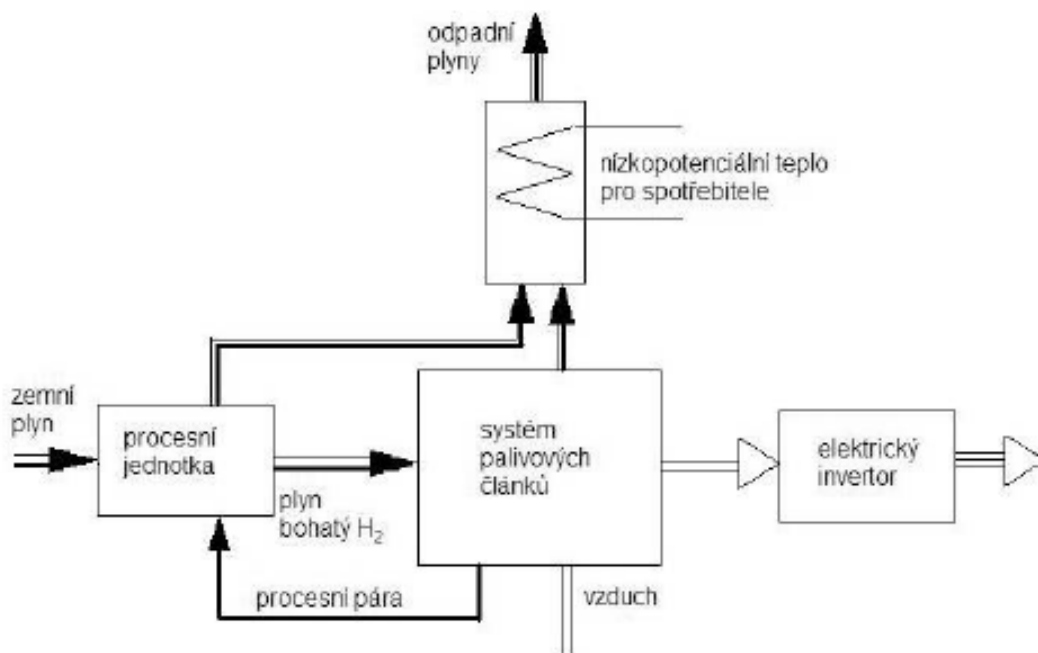 odpadní
plyny
nízkopotenciální teplo
pro spotřebitele
zemní
plyn
procesní
jednotka
plyn
bohatý H₂
systém
palivových
článků
elektrický
invertor
procesní pára
vzduch